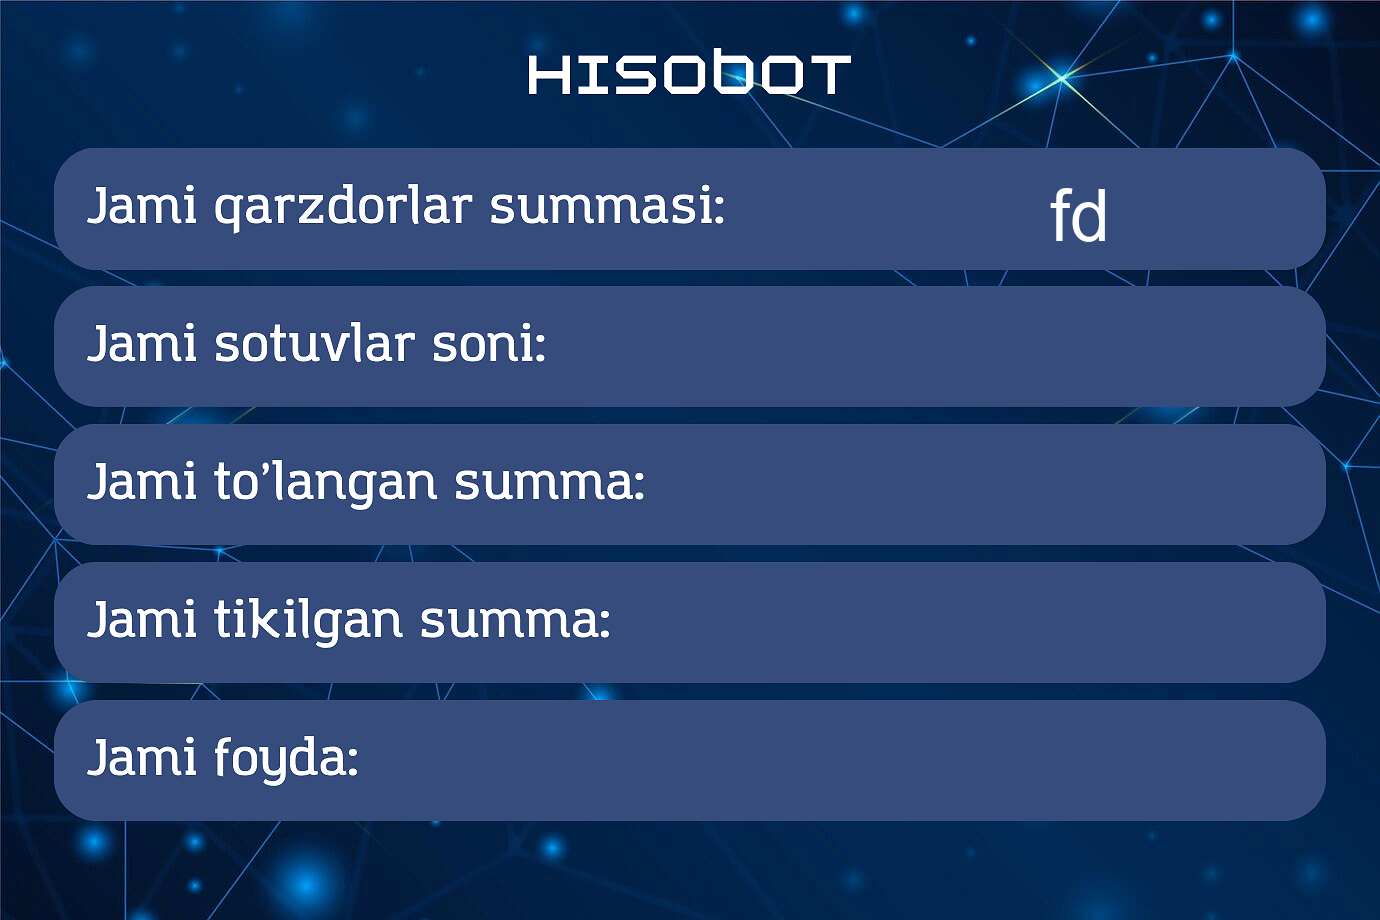 HISOBOT
Jami qarzdorlar summasi: fd
Jami sotuvlar soni:
Jami to’langan summa:
Jami tikilgan summa:
Jami foyda: